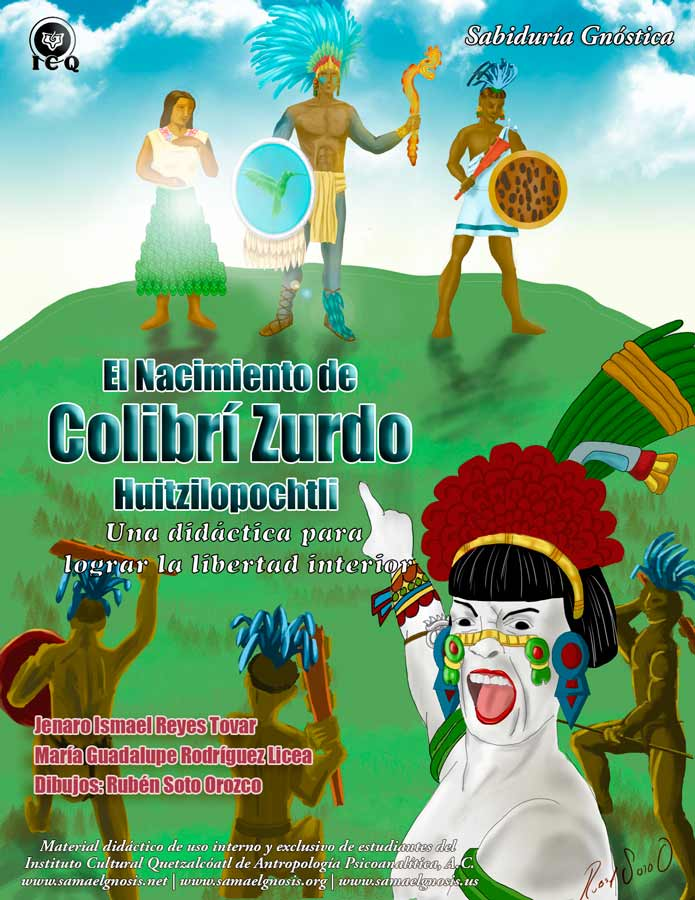 ICQ
Sabiduría Gnóstica
El Nacimiento de
Colibrí Zurdo
Huitzilopochtli
Una didáctica para
lograr la libertad interior
Jenaro Ismael Reyes Tovar
María Guadalupe Rodríguez Licea
Dibujos: Rubén Soto Orozco
Material didáctico de uso interno y exclusivo de estudiantes del
Instituto Cultural Quetzalcóatl de Antropología Psicoanalítica, A.C.
www.samaelgnosis.net | www.samaelgnosis.org | www.samaelgnosis.us
Soto O